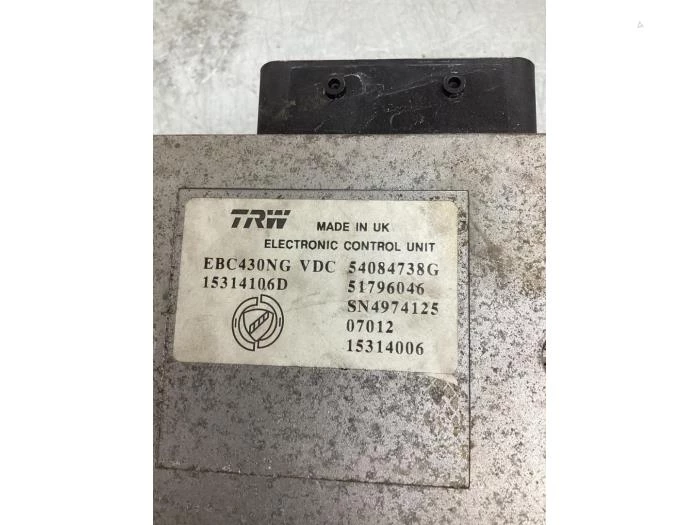 TRW MADE IN UK
ELECTRONIC CONTROL UNIT
EBC430NG VDC 54084738G
15314106D 51796046
SN4974125
07012
15314006